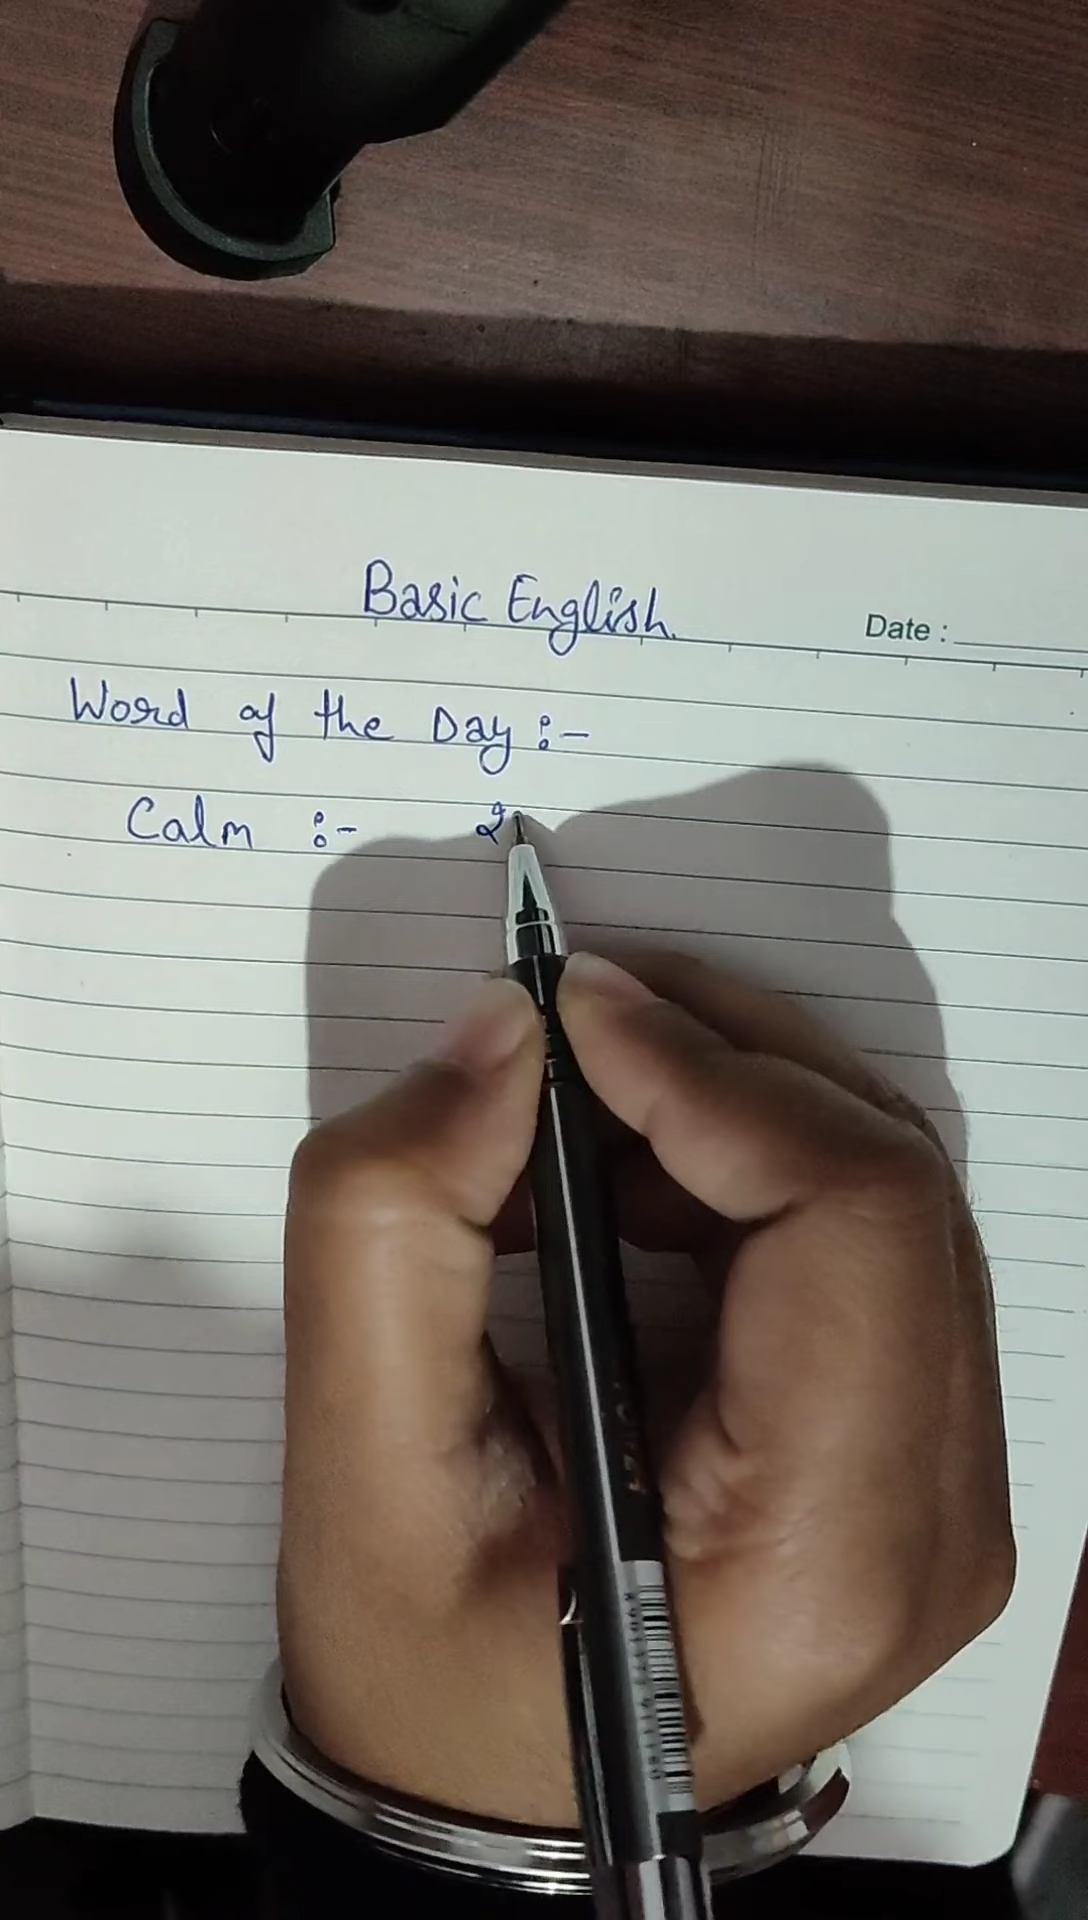 Basic English.
Date :
Word of the Day :-
Calm :-